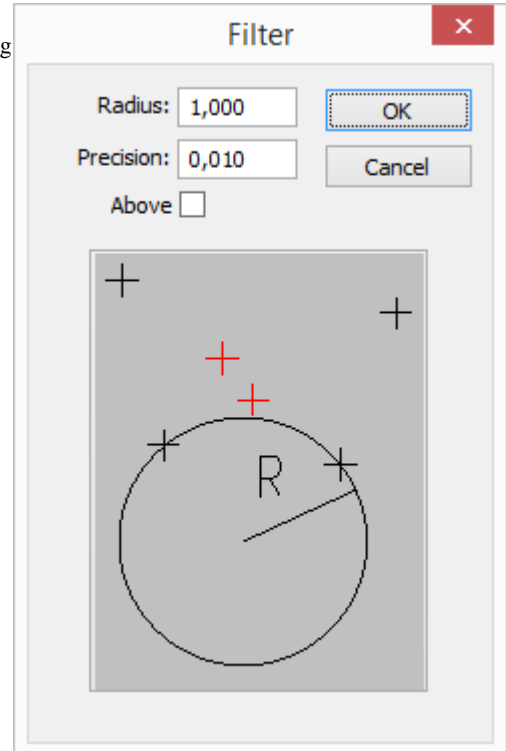 Filter
g
Radius: 1,000
OK
Precision: 0,010
Cancel
Above
R